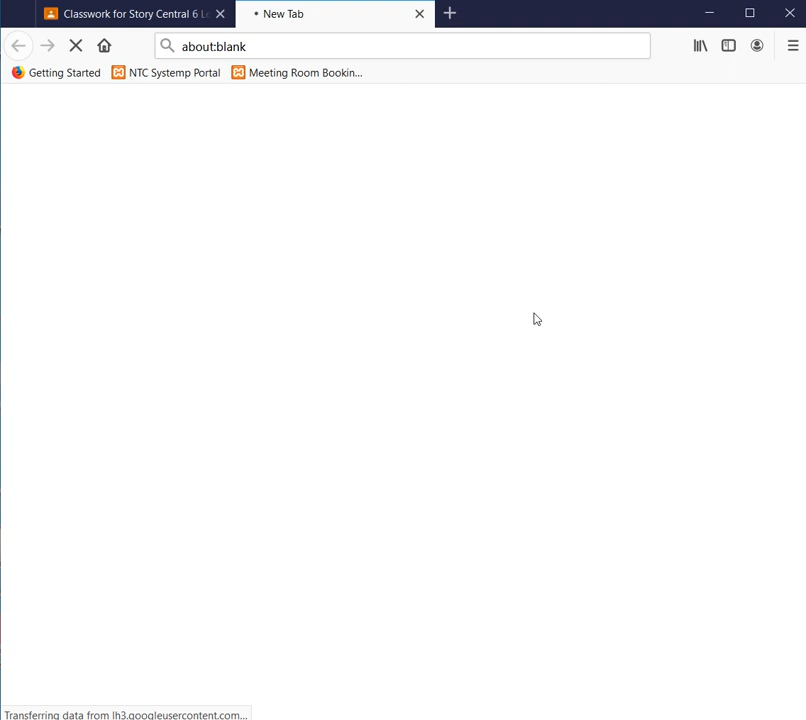 Classwork for Story Central 6 Le
New Tab
about:blank
Getting Started
NTC Systemp Portal
Meeting Room Bookin...
Transferring data from lh3.googleusercontent.com...